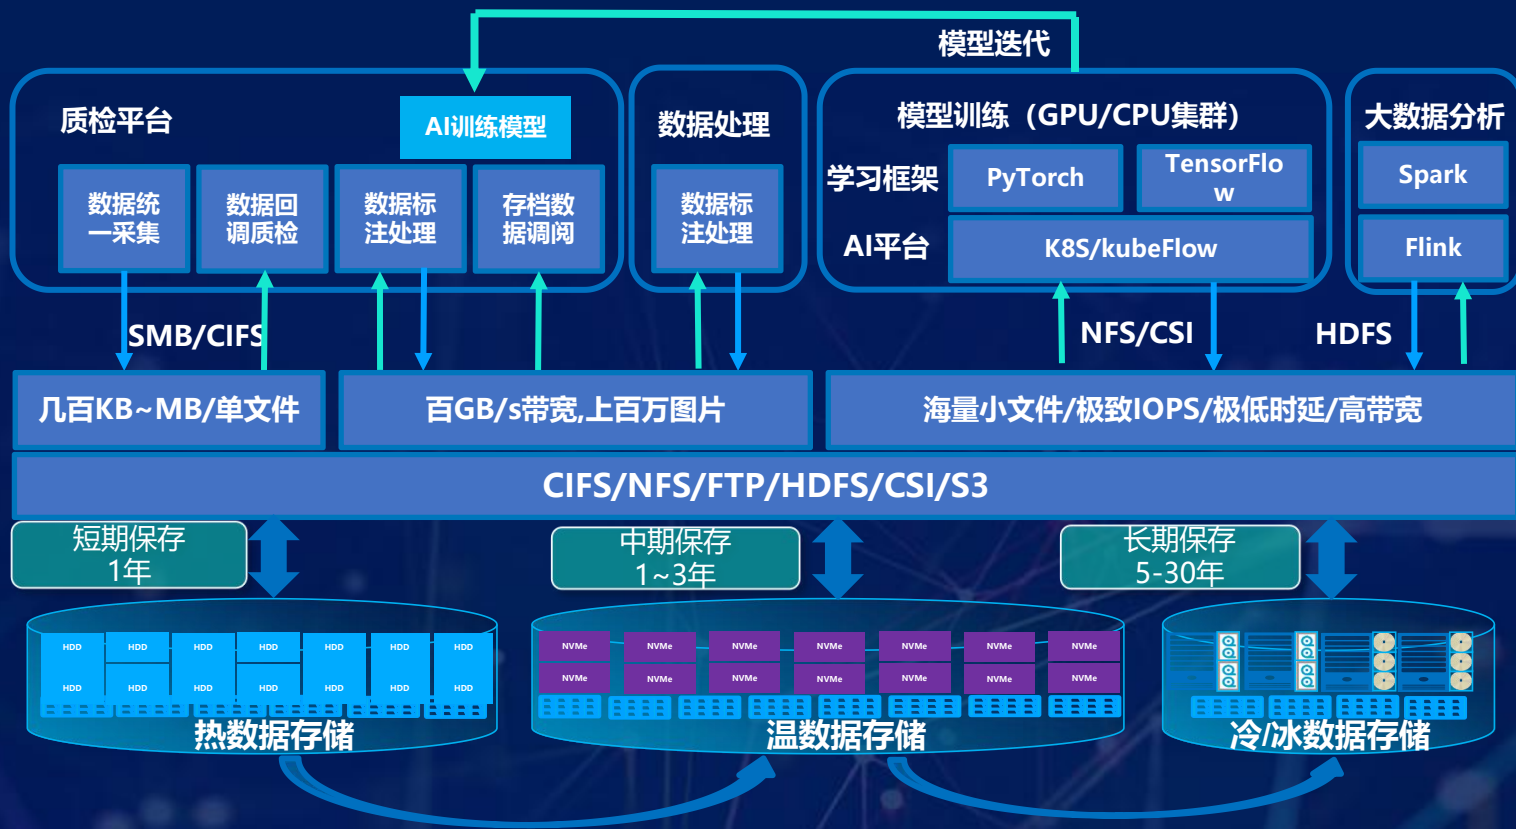 模型迭代
质检平台
AI训练模型
数据统
一采集
数据回
调质检
数据标
注处理
存档数
据调阅
数据处理
数据标
注处理
模型训练（GPU/CPU集群）
学习框架
PyTorch
TensorFlo
w
AI平台
K8S/kubeFlow
大数据分析
Spark
Flink
SMB/CIFS
NFS/CSI
HDFS
几百KB~MB/单文件
百GB/s带宽,上百万图片
海量小文件/极致IOPS/极低时延/高带宽
CIFS/NFS/FTP/HDFS/CSI/S3
短期保存
1年
中期保存
1~3年
长期保存
5-30年
HDD HDD HDD HDD HDD HDD HDD
HDD HDD HDD HDD HDD HDD HDD
热数据存储
NVMe NVMe NVMe NVMe NVMe NVMe NVMe
NVMe NVMe NVMe NVMe NVMe NVMe NVMe
温数据存储
冷/冰数据存储